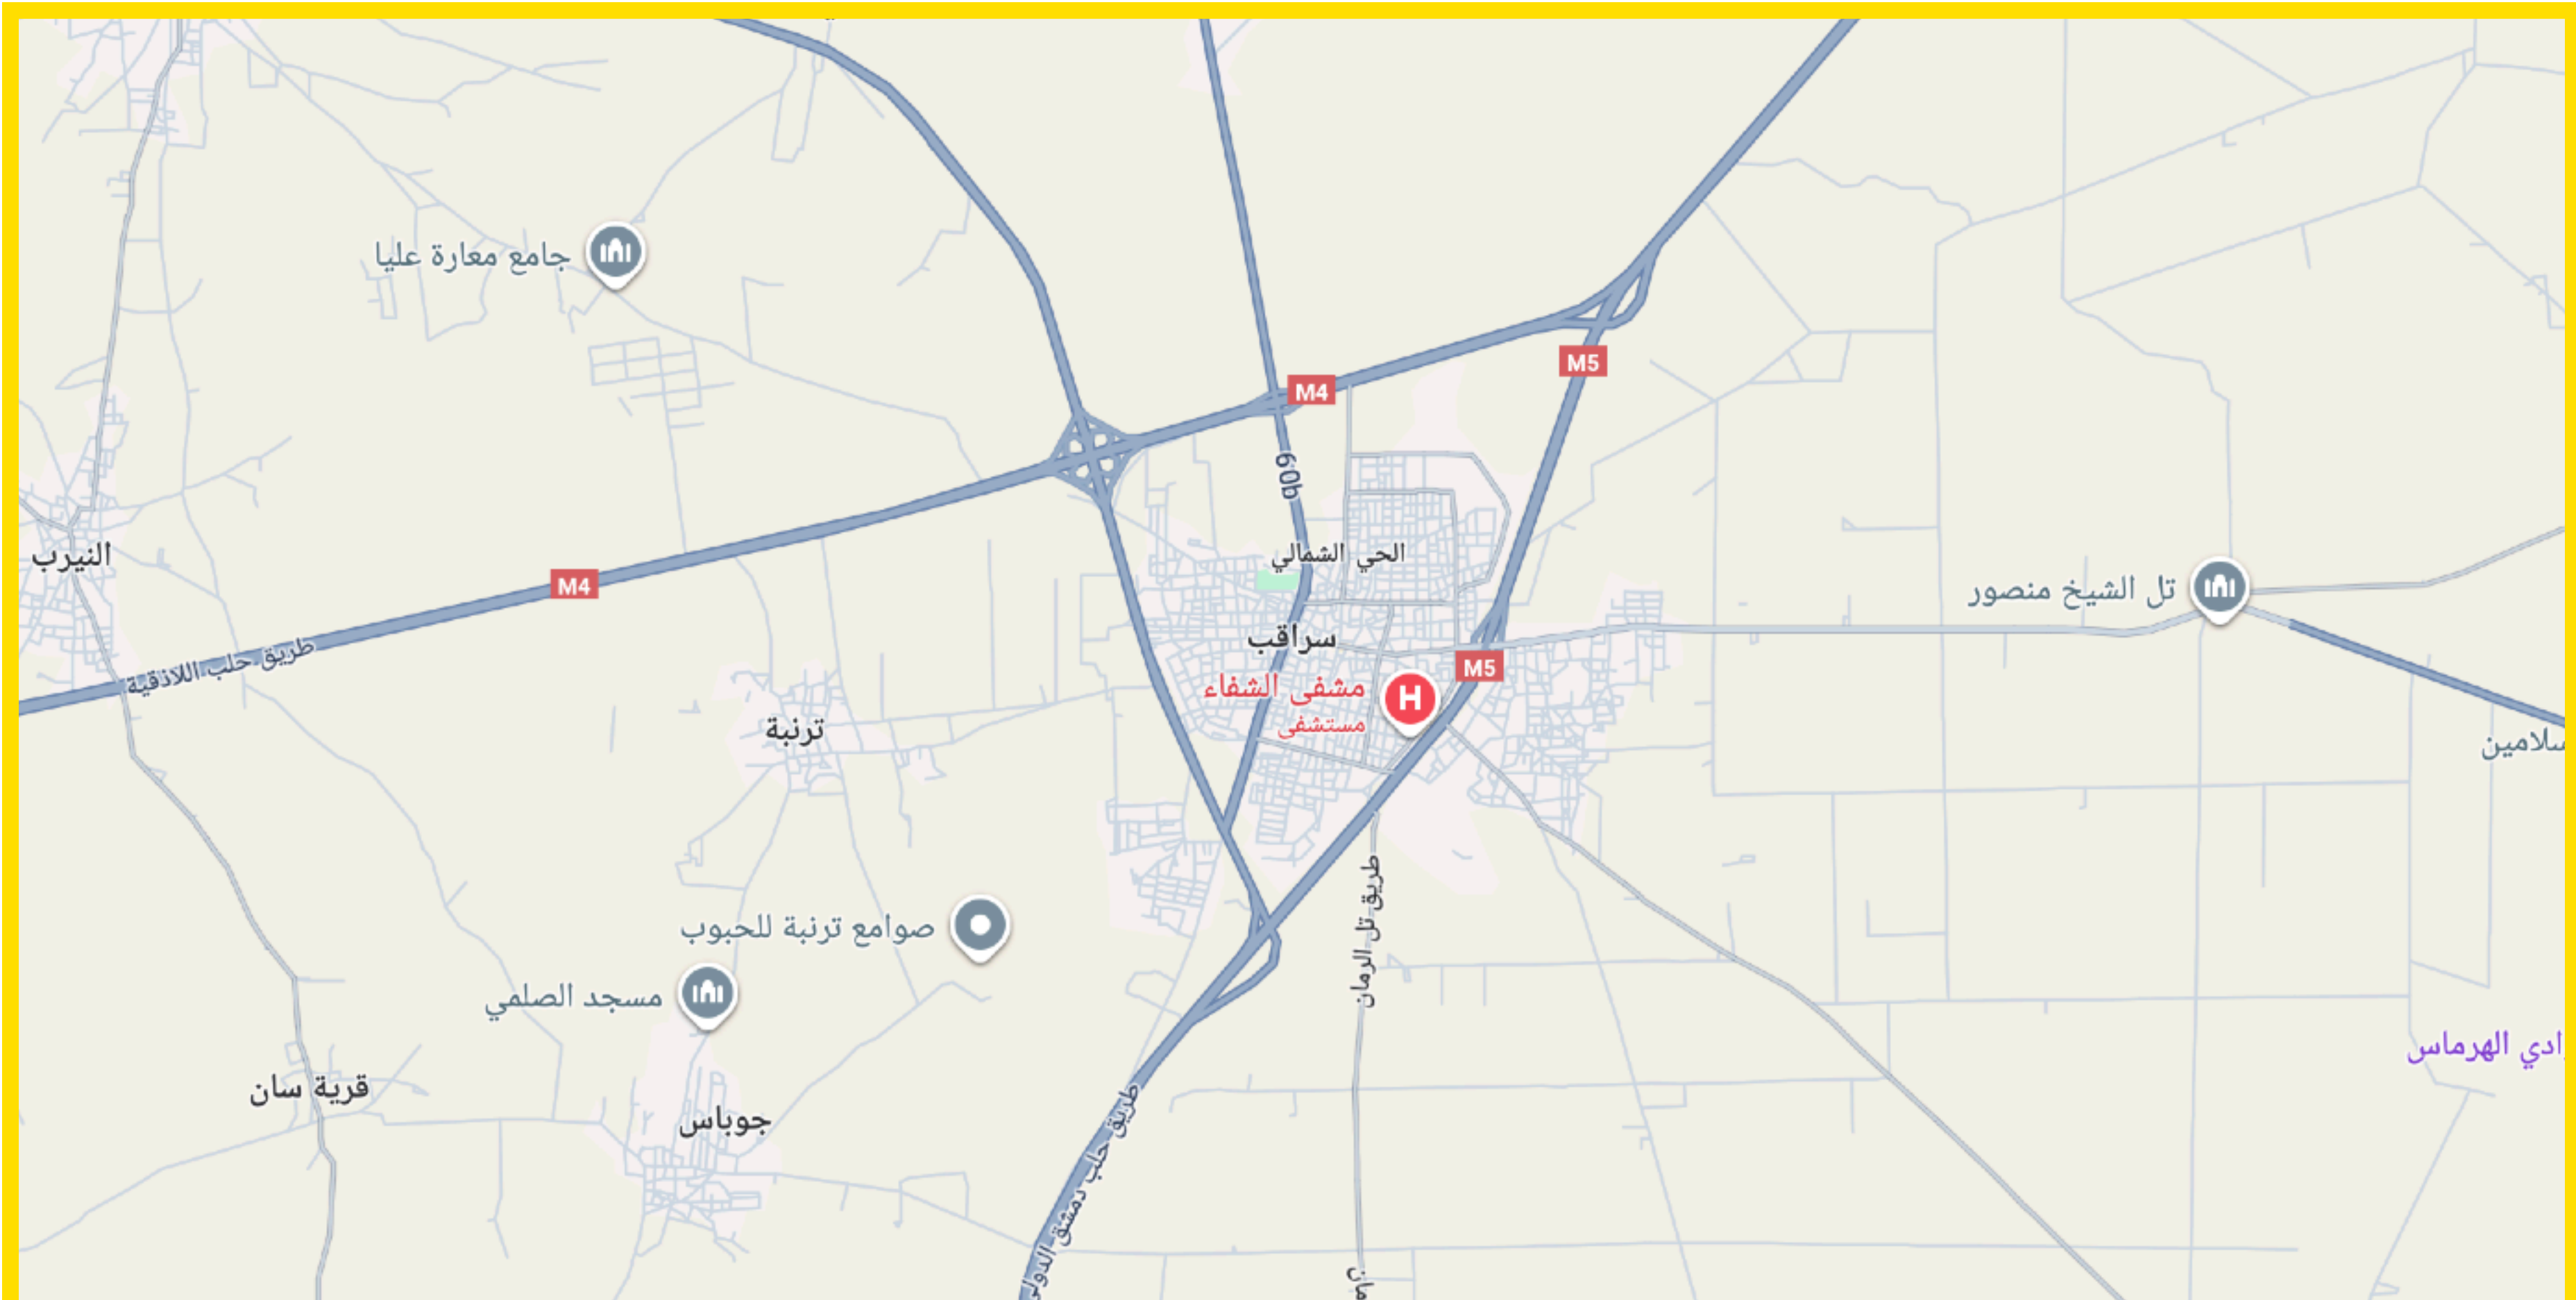 جامع معارة عليا
M5
M4
60b
الحي الشمالي
النيرب
M4
تل الشيخ منصور
سراقب
طريق حلب اللاذقية
M5
مشفى الشفاء
مستشفى
ترنبة
سلامين
طريق تل الرمان
صوامع ترنبة للحبوب
مسجد الصلمي
ادي الهرماس
قرية سان
جوباس
طريق حلب دمشق الدولي